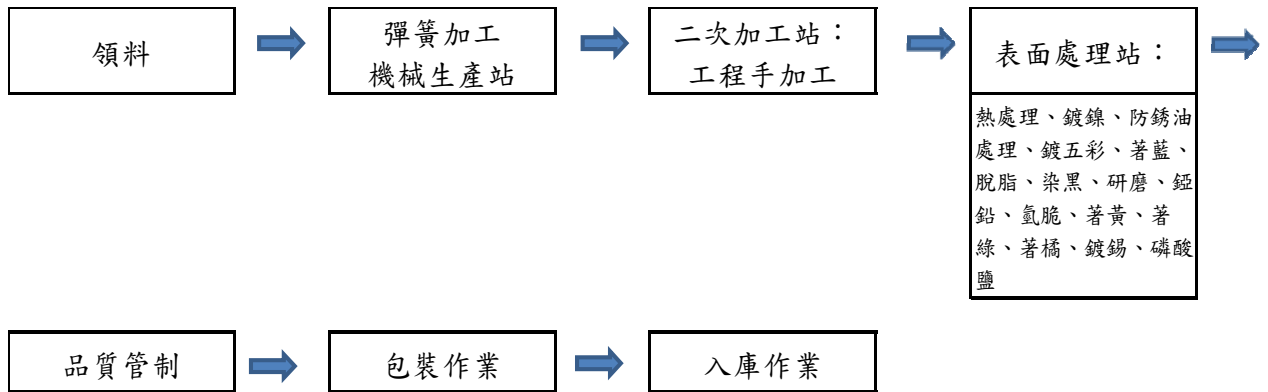 領料
彈簧加工
機械生產站
二次加工站：
工程手加工
表面處理站：
熱處理、鍍鎳、防銹油
處理、鍍五彩、著藍、
脫脂、染黑、研磨、錏
鉛、氫脆、著黃、著
綠、著橘、鍍錫、磷酸
鹽
品質管制
包裝作業
入庫作業